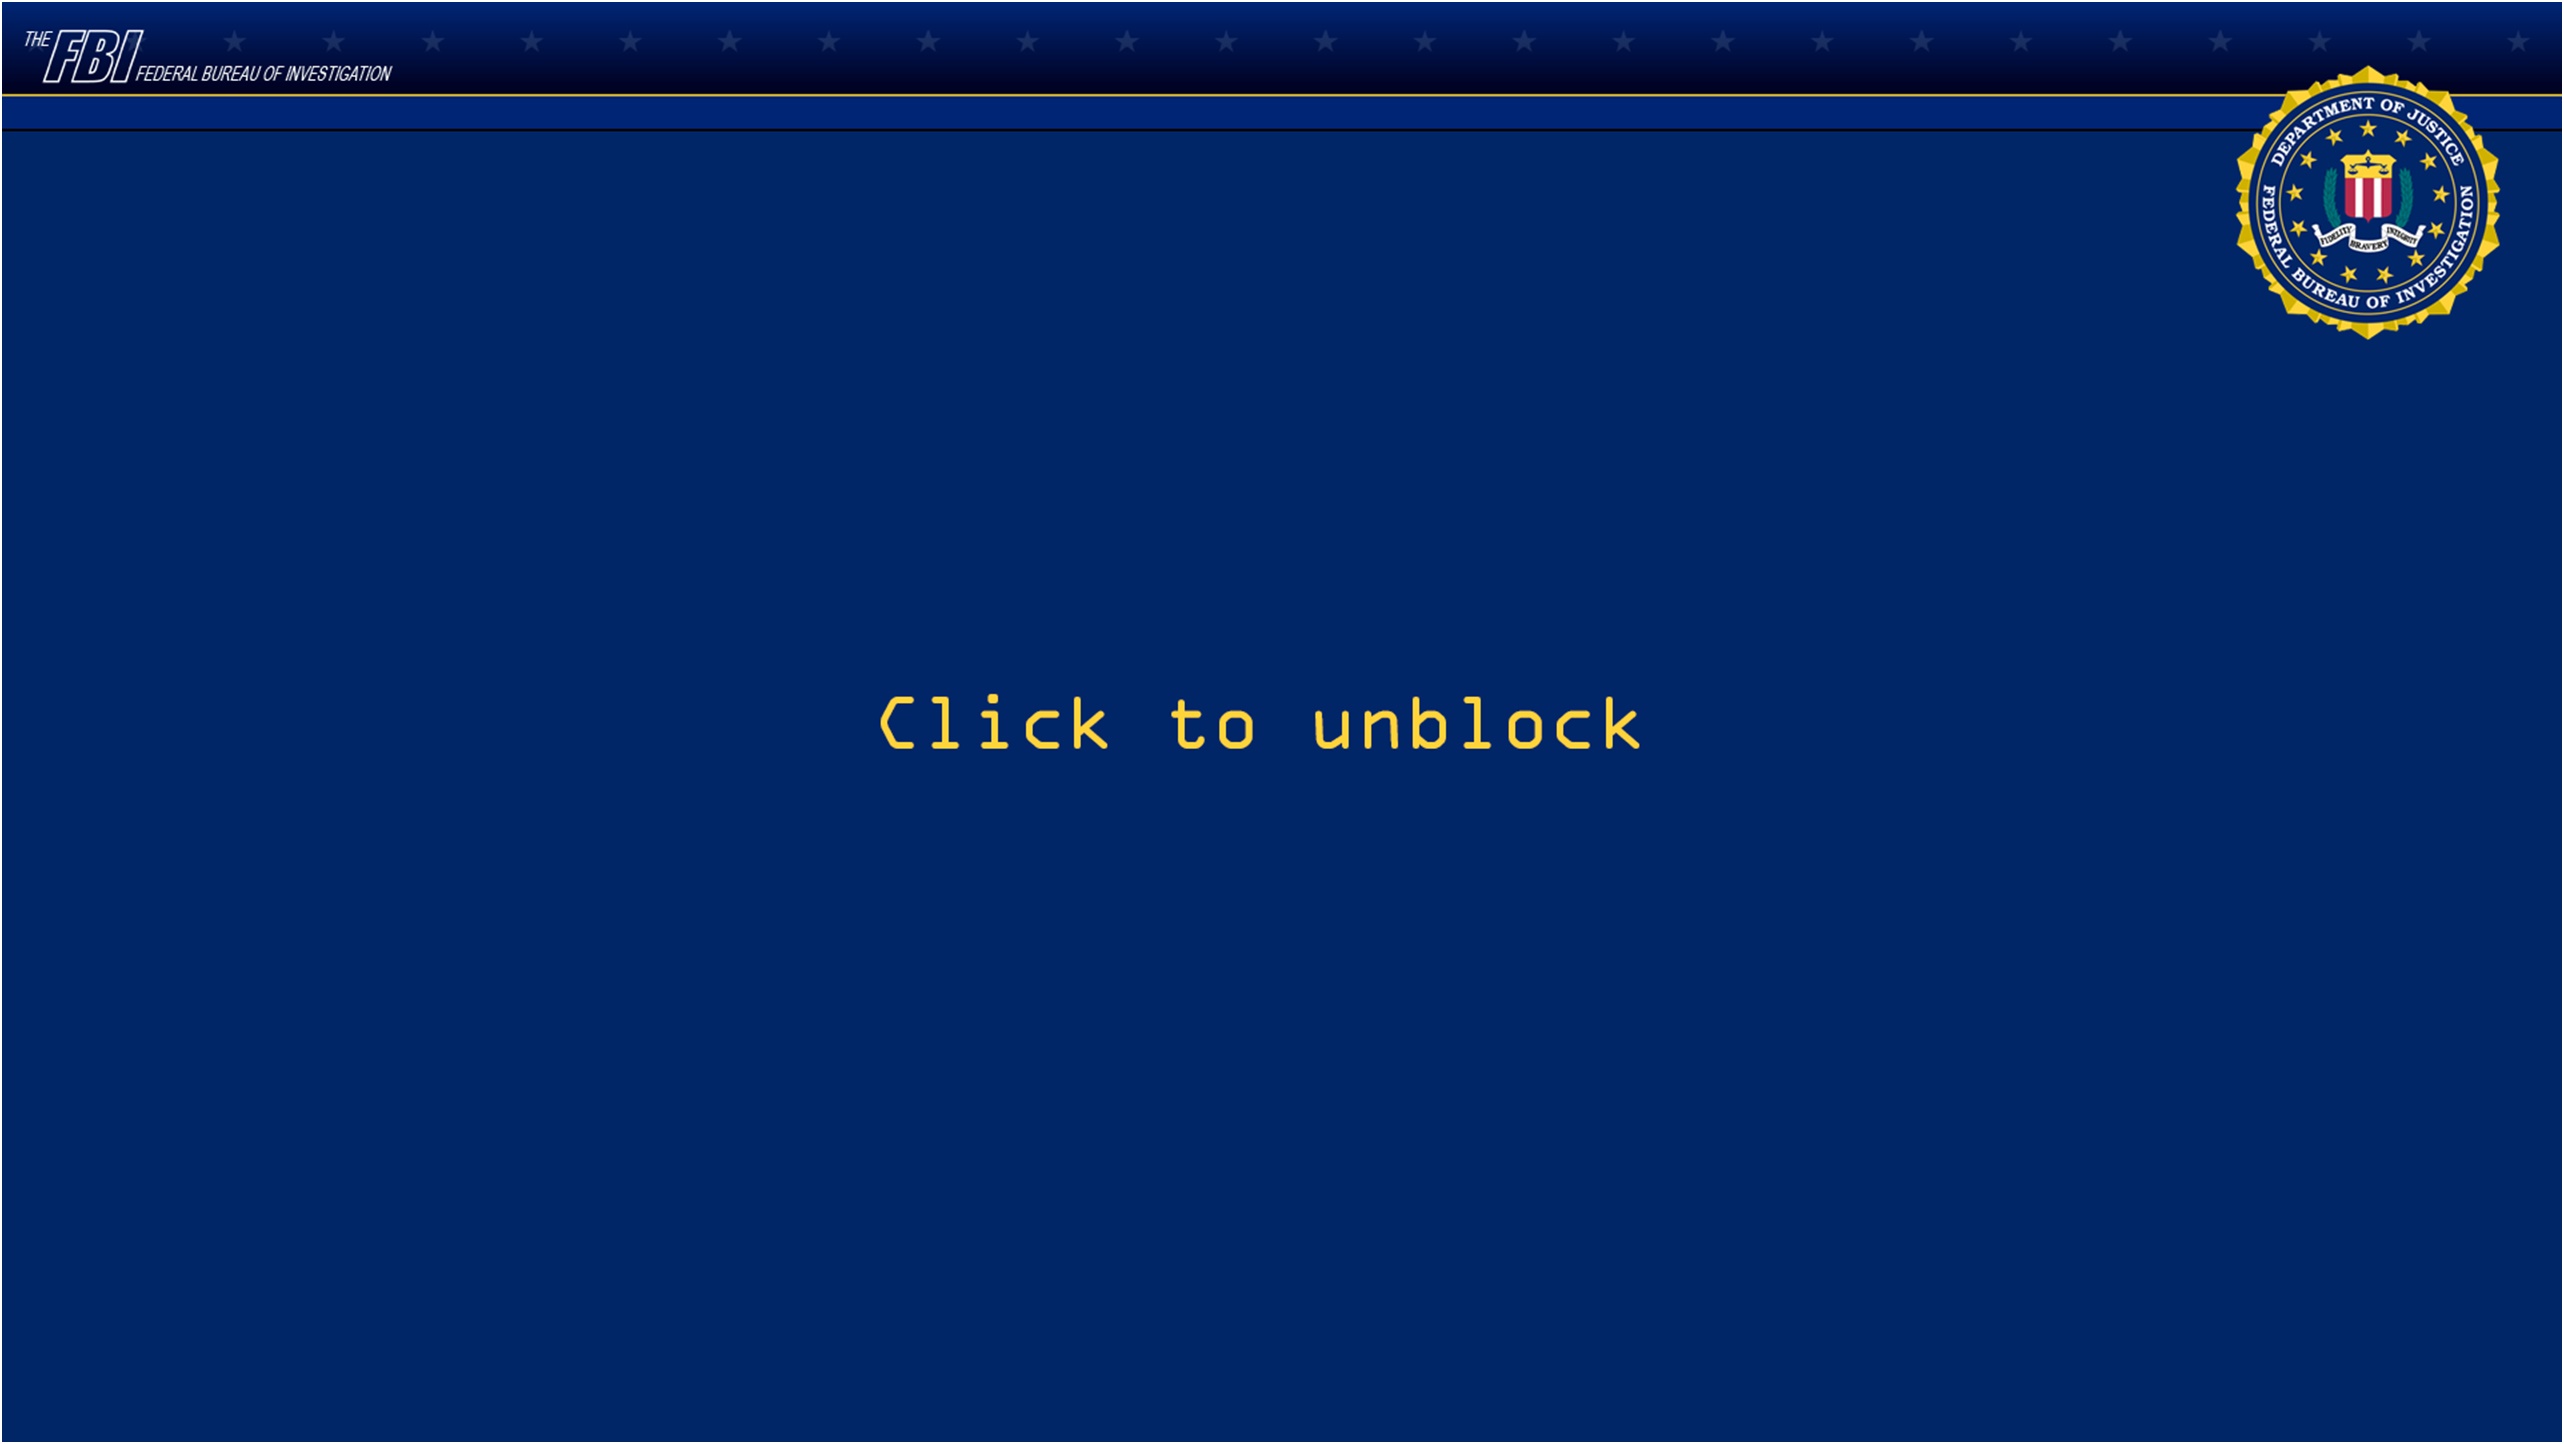 THE FBI FEDERAL BUREAU OF INVESTIGATION
DEPARTMENT OF JUSTICE
FIDELITY BRAVERY INTEGRITY
FEDERAL BUREAU OF INVESTIGATION
Click to unblock